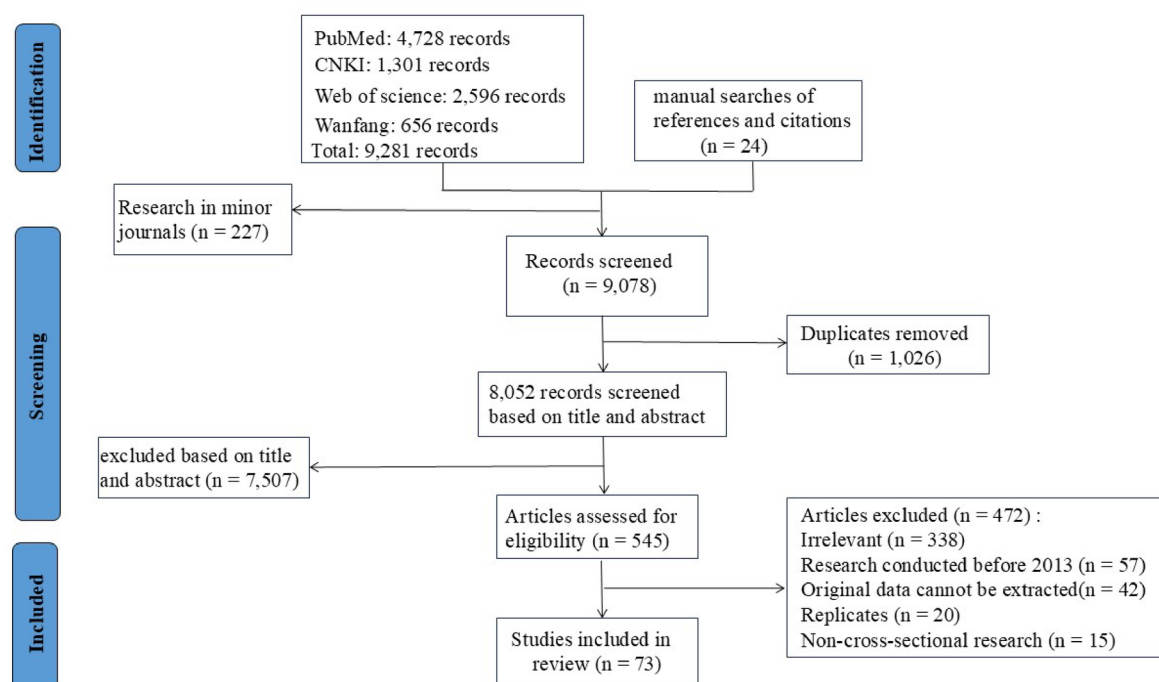 Identification
PubMed: 4,728 records
CNKI: 1,301 records
Web of science: 2,596 records
Wanfang: 656 records
Total: 9,281 records
manual searches of
references and citations
(n = 24)
Research in minor
journals (n = 227)
Screening
Records screened
(n = 9,078)
Duplicates removed
(n = 1,026)
8,052 records screened
based on title and abstract
excluded based on title
and abstract (n = 7,507)
Articles assessed for
eligibility (n = 545)
Articles excluded (n = 472) :
Irrelevant (n = 338)
Research conducted before 2013 (n = 57)
Original data cannot be extracted(n = 42)
Replicates (n = 20)
Non-cross-sectional research (n = 15)
Included
Studies included in
review (n = 73)